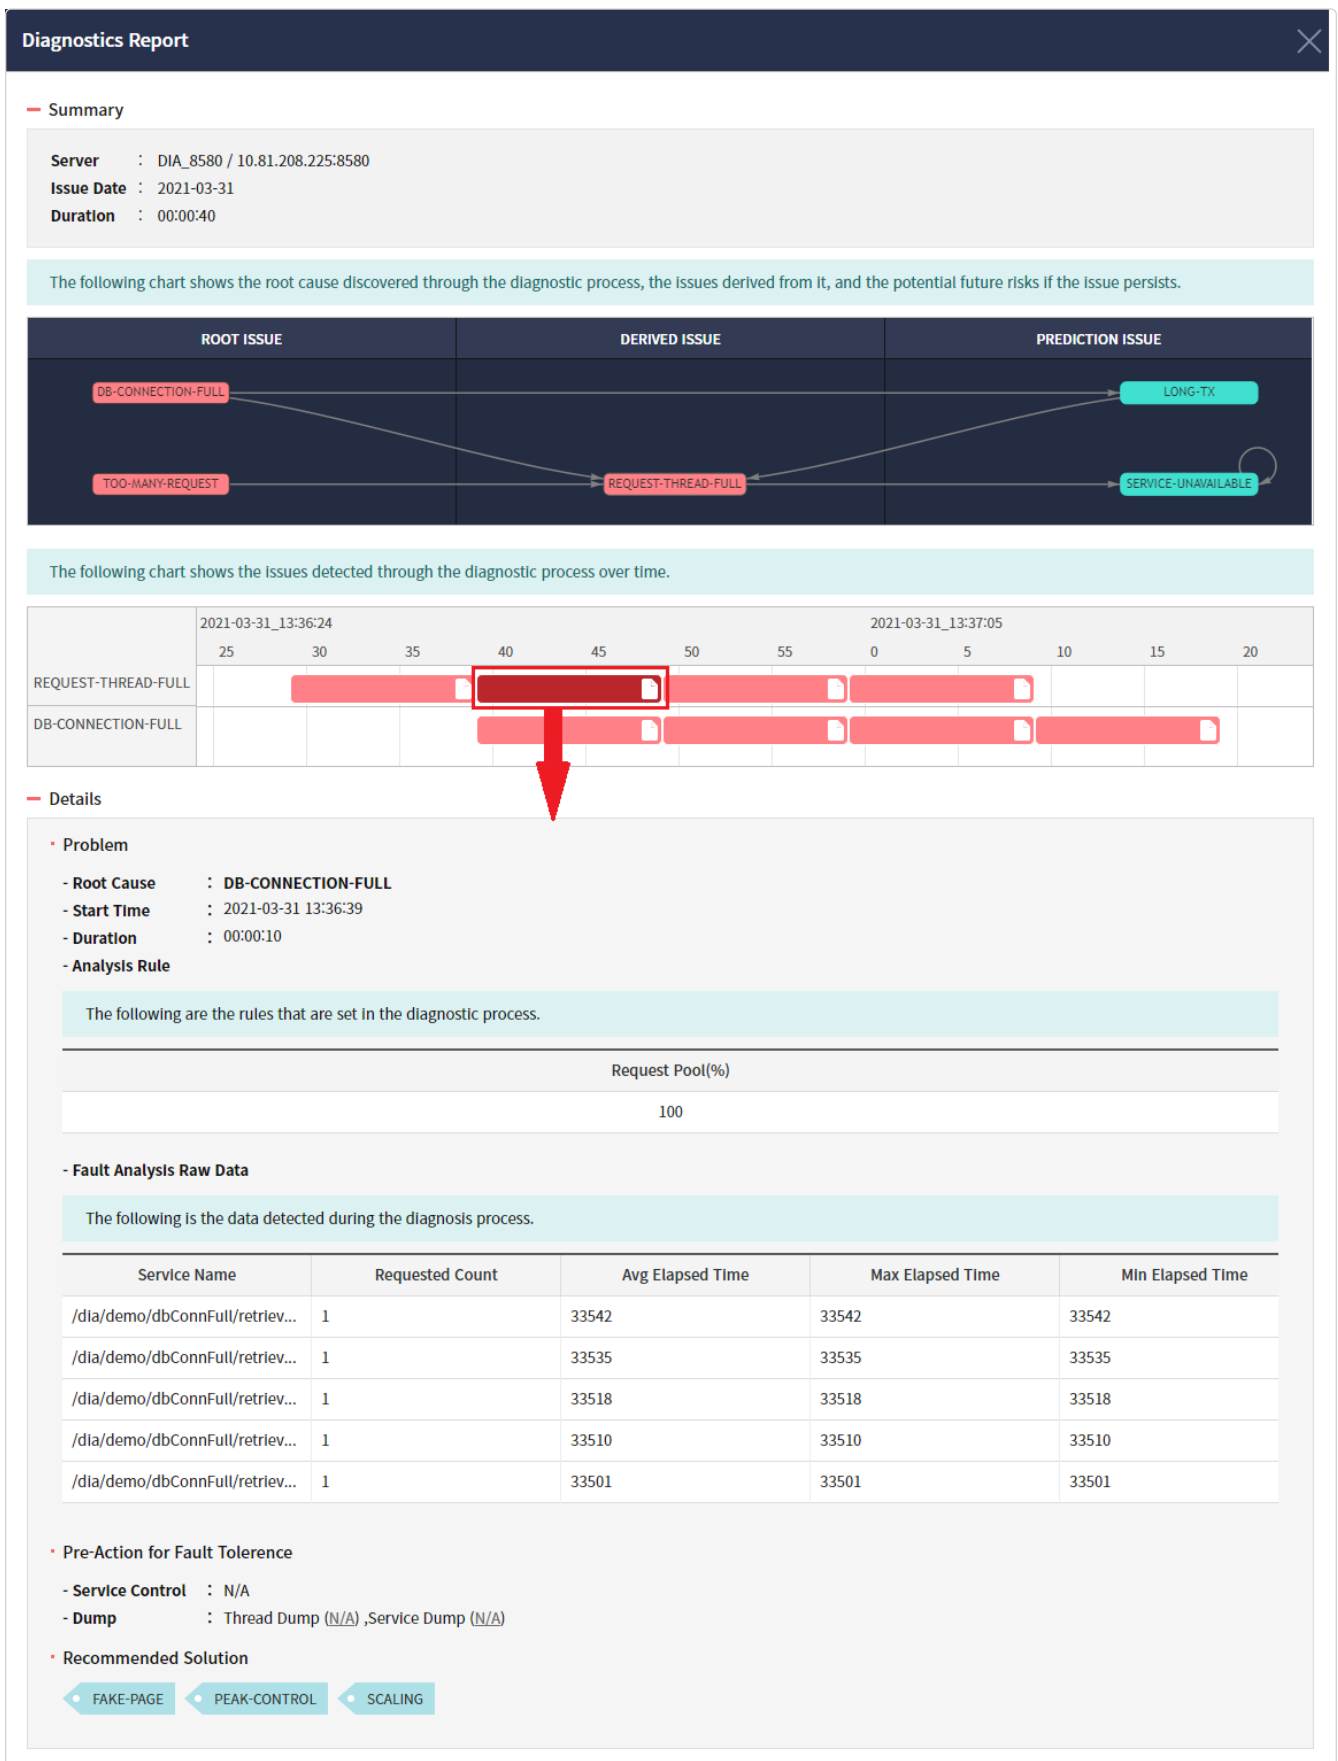 Diagnostics Report
Summary
Server : DIA_8580 / 10.81.208.225:8580
Issue Date : 2021-03-31
Duration : 00:00:40
The following chart shows the root cause discovered through the diagnostic process, the issues derived from it, and the potential future risks if the issue persists.
ROOT ISSUE DERIVED ISSUE PREDICTION ISSUE
DB-CONNECTION-FULL LONG-TX
TOO-MANY-REQUEST REQUEST-THREAD-FULL SERVICE-UNAVAILABLE
The following chart shows the issues detected through the diagnostic process over time.
2021-03-31_13:36:24 2021-03-31_13:37:05
25 30 35 40 45 50 55 0 5 10 15 20
REQUEST-THREAD-FULL
DB-CONNECTION-FULL
Details
Problem
- Root Cause : DB-CONNECTION-FULL
- Start Time : 2021-03-31 13:36:39
- Duration : 00:00:10
- Analysis Rule
The following are the rules that are set in the diagnostic process.
Request Pool(%)
100
- Fault Analysis Raw Data
The following is the data detected during the diagnosis process.
Service Name Requested Count Avg Elapsed Time Max Elapsed Time Min Elapsed Time
/dia/demo/dbConnFull/retriev... 1 33542 33542 33542
/dia/demo/dbConnFull/retriev... 1 33535 33535 33535
/dia/demo/dbConnFull/retriev... 1 33518 33518 33518
/dia/demo/dbConnFull/retriev... 1 33510 33510 33510
/dia/demo/dbConnFull/retriev... 1 33501 33501 33501
Pre-Action for Fault Tolerence
- Service Control : N/A
- Dump : Thread Dump (N/A) ,Service Dump (N/A)
Recommended Solution
FAKE-PAGE PEAK-CONTROL SCALING